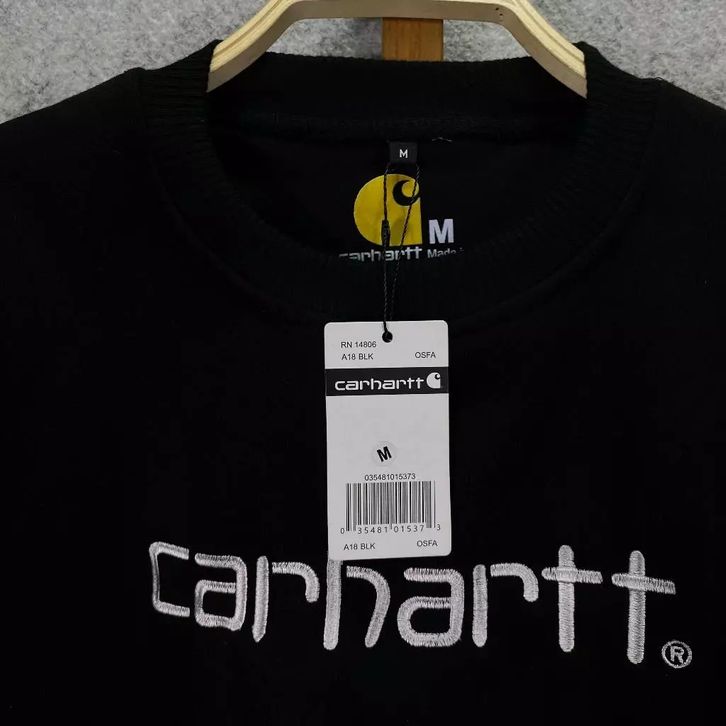 M
M
carhartt Made
RN 14806
A18 BLK OSFA
carhartt
M
035481015373
0 35481 01537 3
A18 BLK OSFA
carhartt®